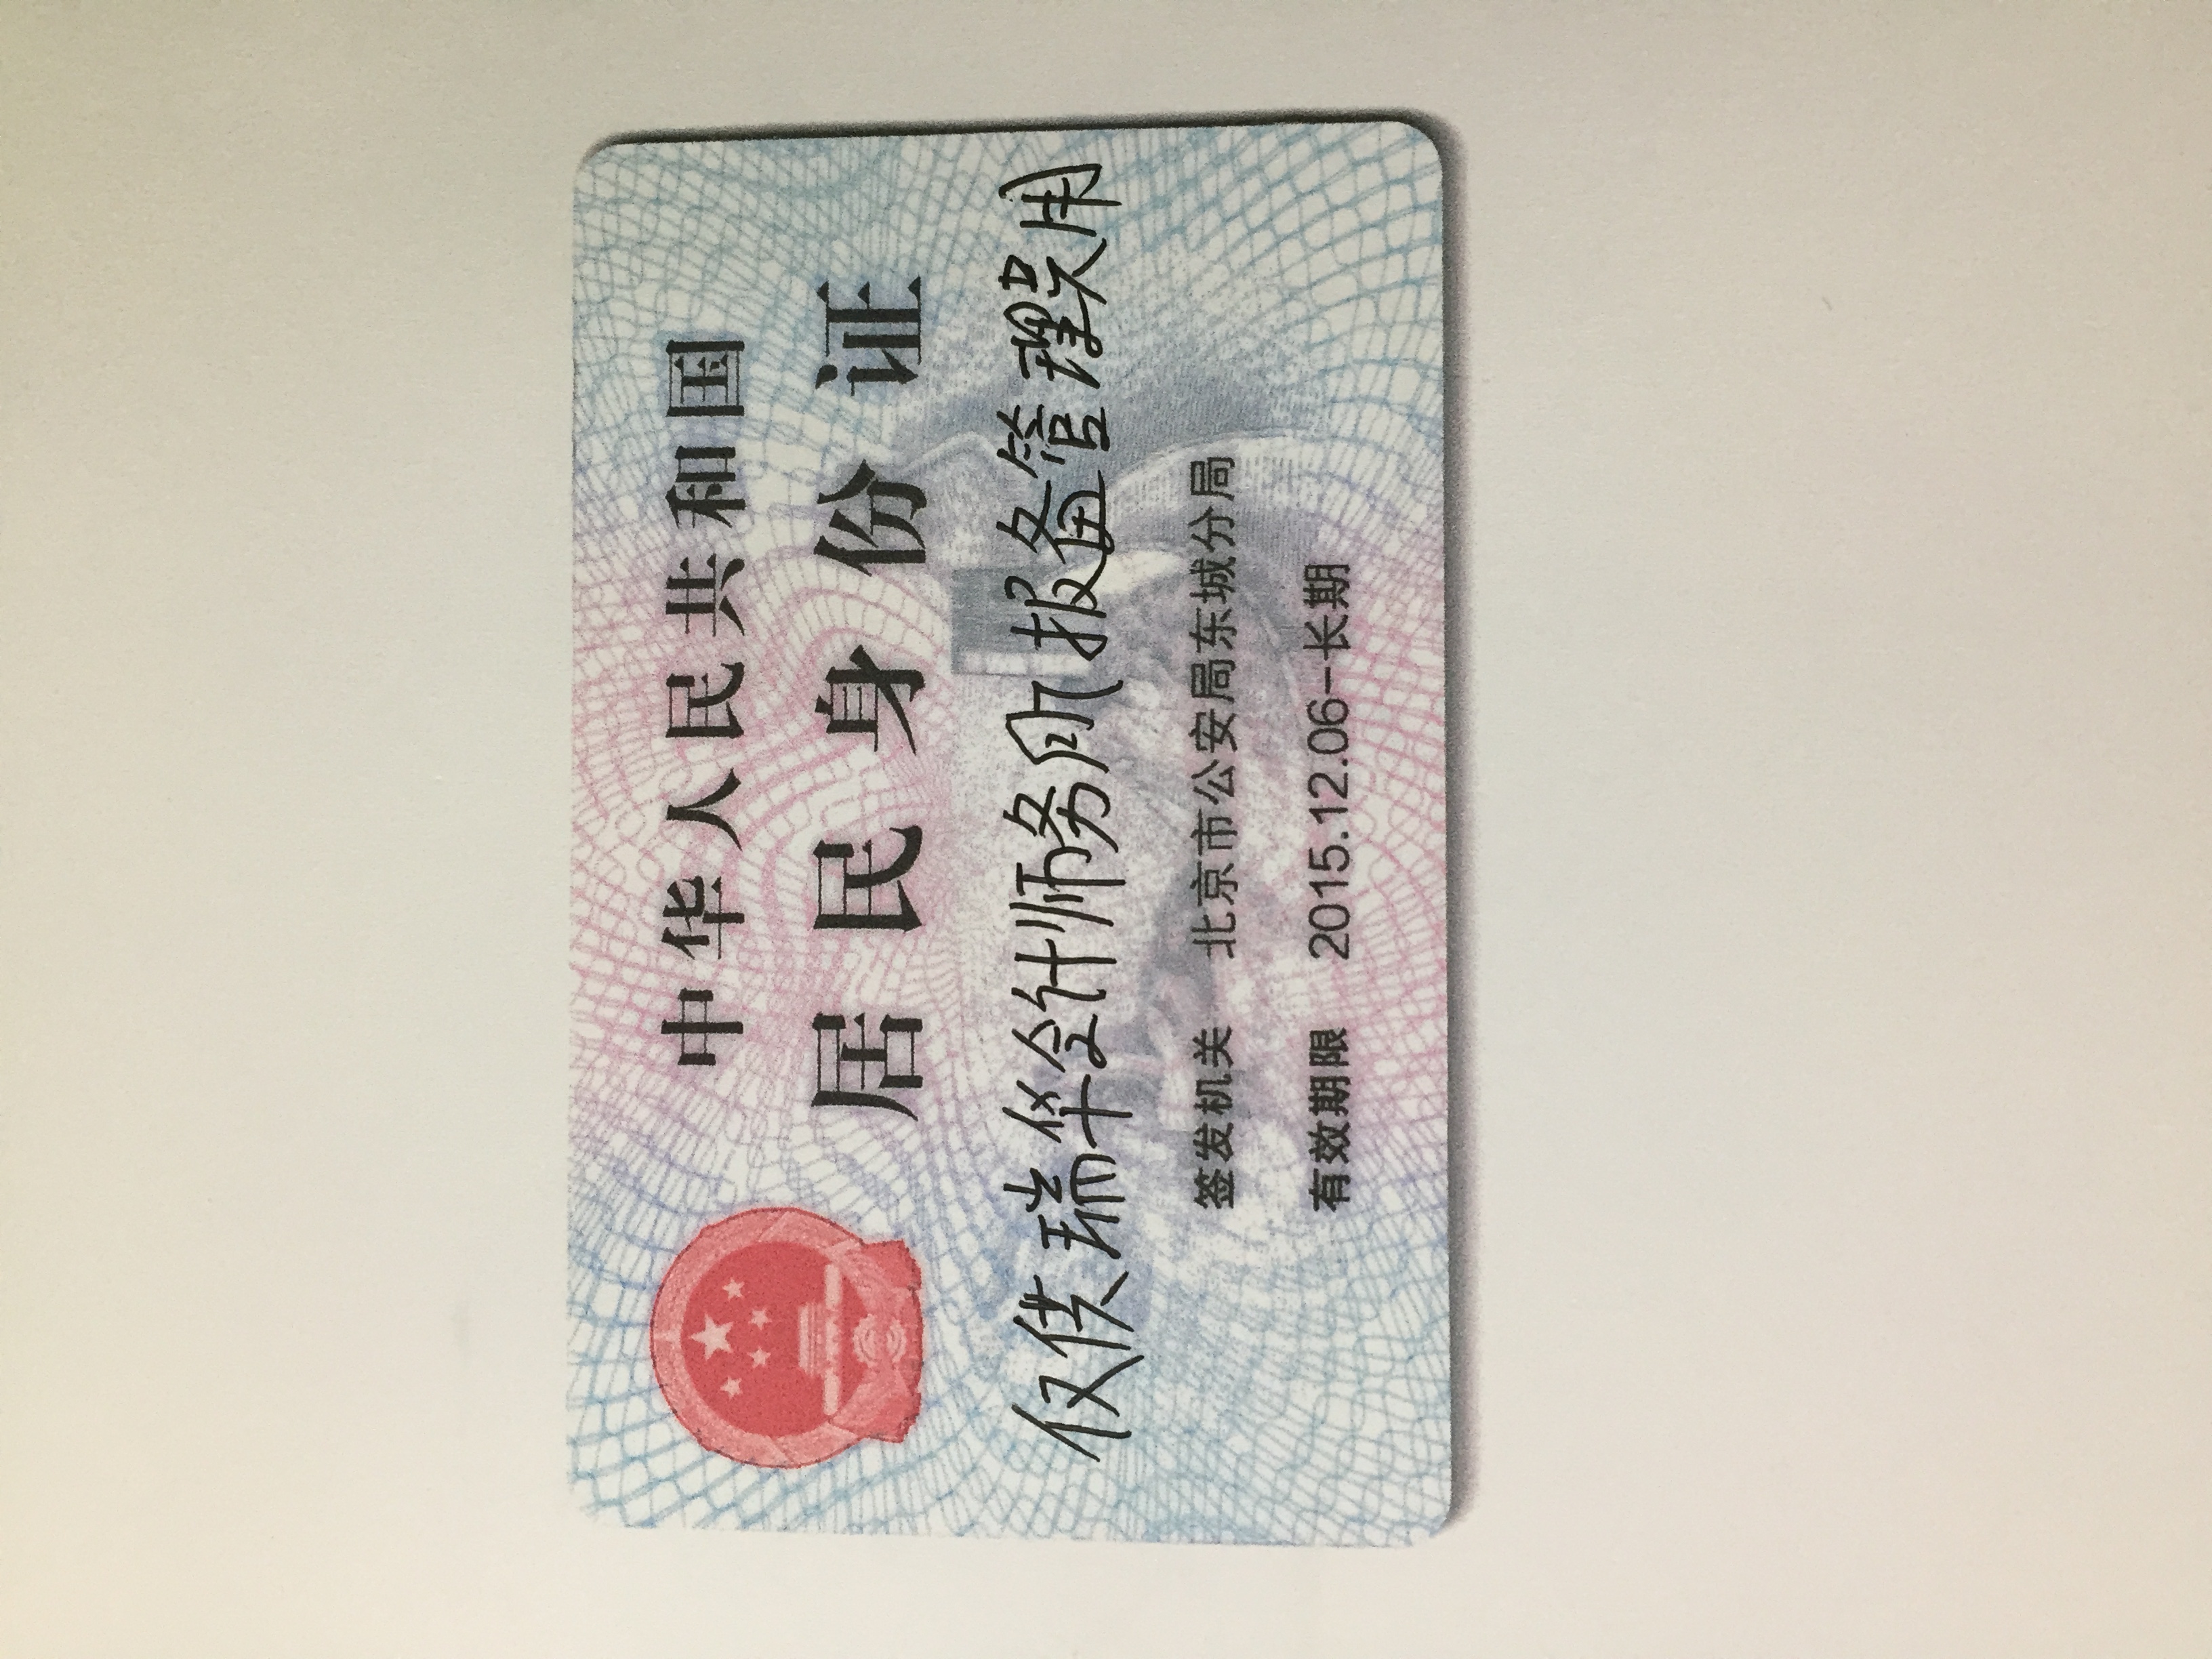 中华人民共和国
居民身份证
仅供瑞华会计师务所报备管理员用
签发机关 北京市公安局东城分局
有效期限 2015.12.06-长期